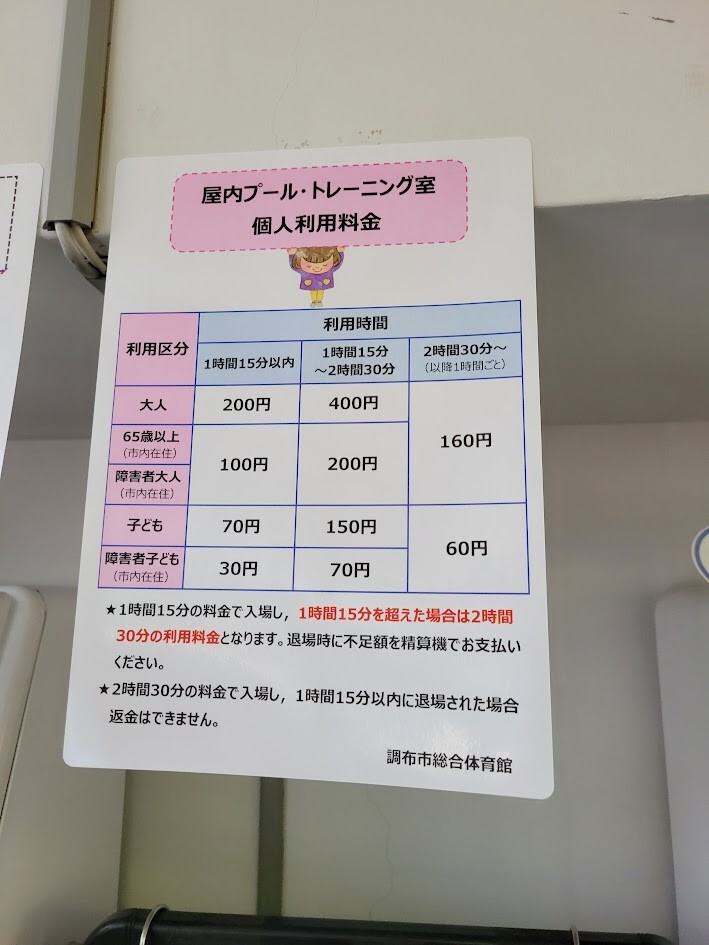 屋内プール・トレーニング室
個人利用料金
利用区分
利用時間
1時間15分以内
1時間15分
～2時間30分
2時間30分～
（以降1時間ごと）
大人
200円
400円
160円
65歳以上
（市内在住）
100円
200円
障害者大人
（市内在住）
子ども
70円
150円
60円
障害者子ども
（市内在住）
30円
70円
★1時間15分の料金で入場し，1時間15分を超えた場合は2時間
30分の利用料金となります。退場時に不足額を精算機でお支払い
ください。
★2時間30分の料金で入場し，1時間15分以内に退場された場合
返金はできません。
調布市総合体育館